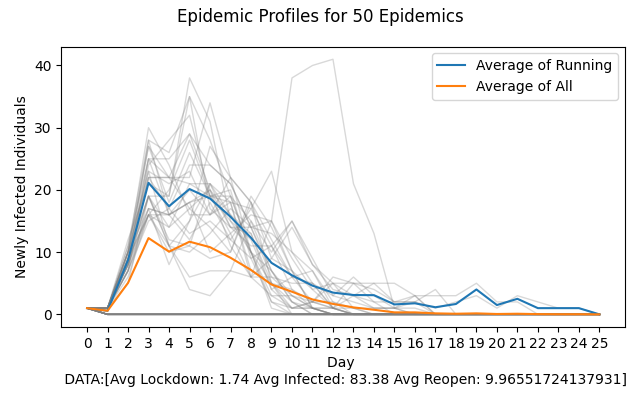 Epidemic Profiles for 50 Epidemics
Newly Infected Individuals
40
30
20
10
0
Average of Running
Average of All
0 1 2 3 4 5 6 7 8 9 10 11 12 13 14 15 16 17 18 19 20 21 22 23 24 25
Day
DATA:[Avg Lockdown: 1.74 Avg Infected: 83.38 Avg Reopen: 9.96551724137931]